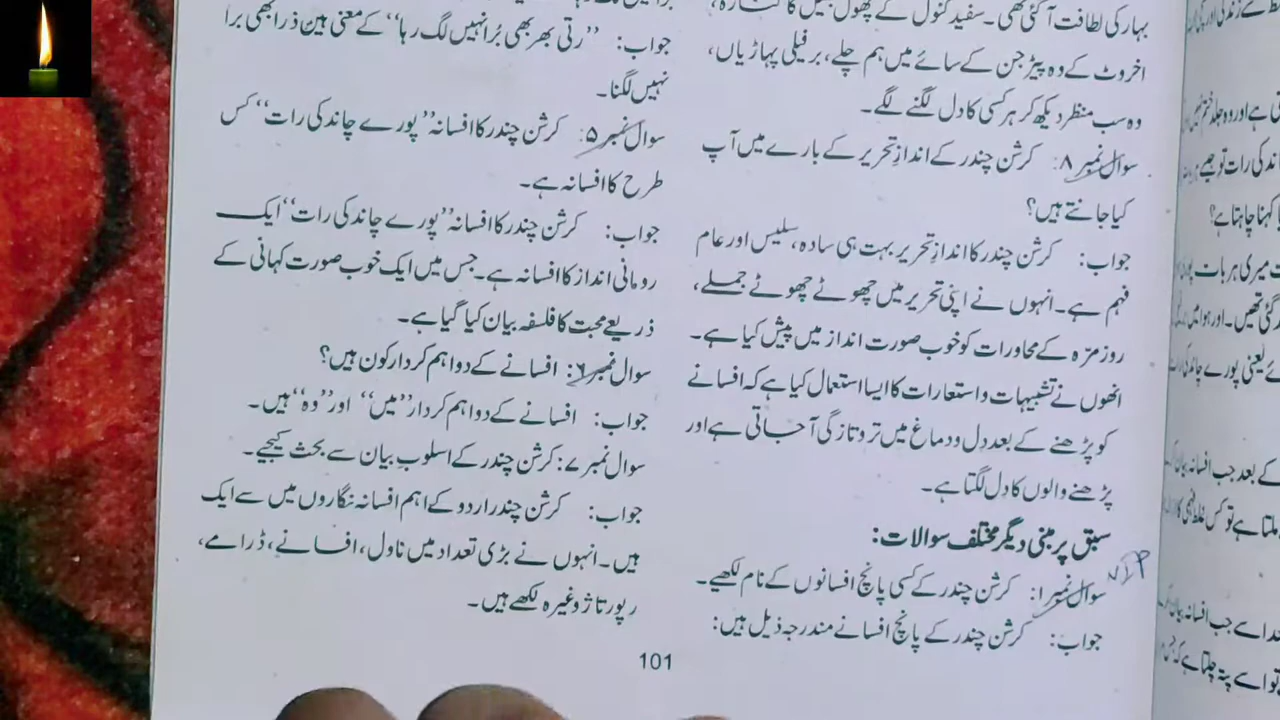 بہار کی لطافت آ گئی تھی۔ سفید کنول کے پھول
اخروٹ کے وہ پیڑ جن کے سائے میں ہم چلے، برفیلی پہاڑیاں،
وہ سب منظر دیکھ کر ہر کسی کا دل لگنے لگے۔
سوال نمبر ۸: کرشن چندر کے اندازِ تحریر کے بارے میں آپ
کیا جانتے ہیں؟
جواب: کرشن چندر کا اندازِ تحریر بہت ہی سادہ، سلیس اور عام
فہم ہے۔ انہوں نے اپنی تحریر میں چھوٹے چھوٹے جملے،
روز مرّہ کے محاورات کو خوب صورت انداز میں پیش کیا ہے۔
انھوں نے تشبیہات و استعارات کا ایسا استعمال کیا ہے کہ افسانے
کو پڑھنے کے بعد دل و دماغ میں تر و تازگی آ جاتی ہے اور
پڑھنے والوں کا دل لگتا ہے۔
سبق پر مبنی دیگر مختلف سوالات:
سوال نمبر ۱: کرشن چندر کے کسی پانچ افسانوں کے نام لکھیے۔
جواب: کرشن چندر کے پانچ افسانے مندرجہ ذیل ہیں:
جواب: ”رتی بھر بھی بُرا نہیں لگ رہا“ کے معنی ہین ذرا بھی برا
نہیں لگنا۔
سوال نمبر ۵: کرشن چندر کا افسانہ ”پورے چاند کی رات“ کس
طرح کا افسانہ ہے۔
جواب: کرشن چندر کا افسانہ ”پورے چاند کی رات“ ایک
رومانی انداز کا افسانہ ہے۔ جس میں ایک خوب صورت کہانی کے
ذریعے محبت کا فلسفہ بیان کیا گیا ہے۔
سوال نمبر ۶: افسانے کے دو اہم کردار کون ہیں؟
جواب: افسانے کے دو اہم کردار ”میں“ اور ”وہ“ ہیں۔
سوال نمبر ۷: کرشن چندر کے اسلوبِ بیان سے بحث کیجیے۔
جواب: کرشن چندر اردو کے اہم افسانہ نگاروں میں سے ایک
ہیں۔ انہوں نے بڑی تعداد میں ناول، افسانے، ڈرامے،
رپورتاژ وغیرہ لکھے ہیں۔
101